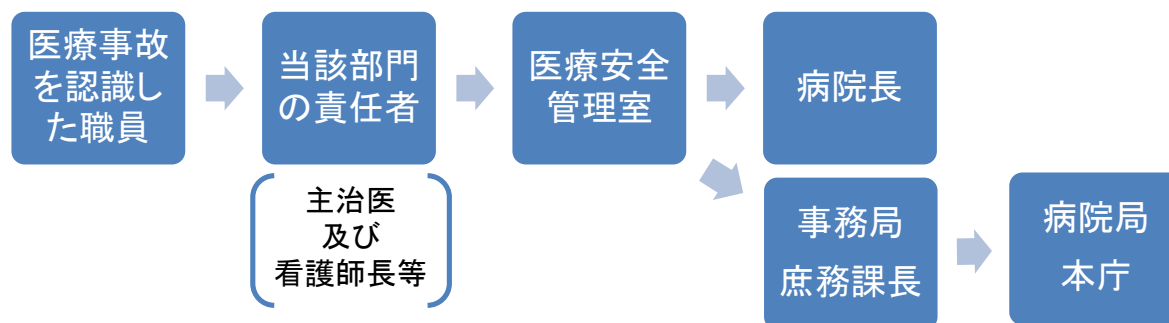 医療事故
を認識し
た職員
当該部門
の責任者
主治医
及び
看護師長等
医療安全
管理室
病院長
事務局
庶務課長
病院局
本庁